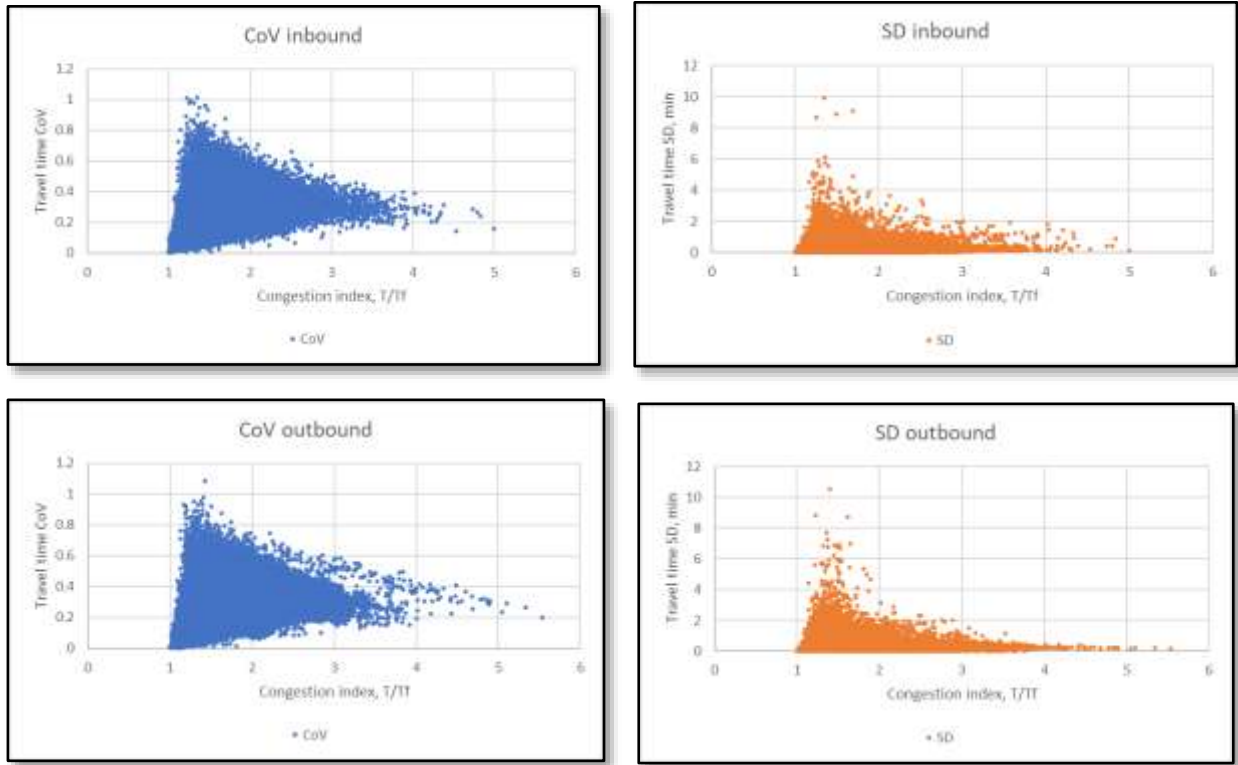 CoV inbound
1.2
1
0.8
0.6
0.4
0.2
0
Travel time CoV
0 1 2 3 4 5 6
Congestion index, T/Tf
CoV
SD inbound
12
10
8
6
4
2
0
Travel time SD, min
0 1 2 3 4 5 6
Congestion index, T/Tf
SD
CoV outbound
1.2
1
0.8
0.6
0.4
0.2
0
Travel time CoV
0 1 2 3 4 5 6
Congestion index, T/Tf
CoV
SD outbound
12
10
8
6
4
2
0
Travel time SD, min
0 1 2 3 4 5 6
Congestion index, T/Tf
SD